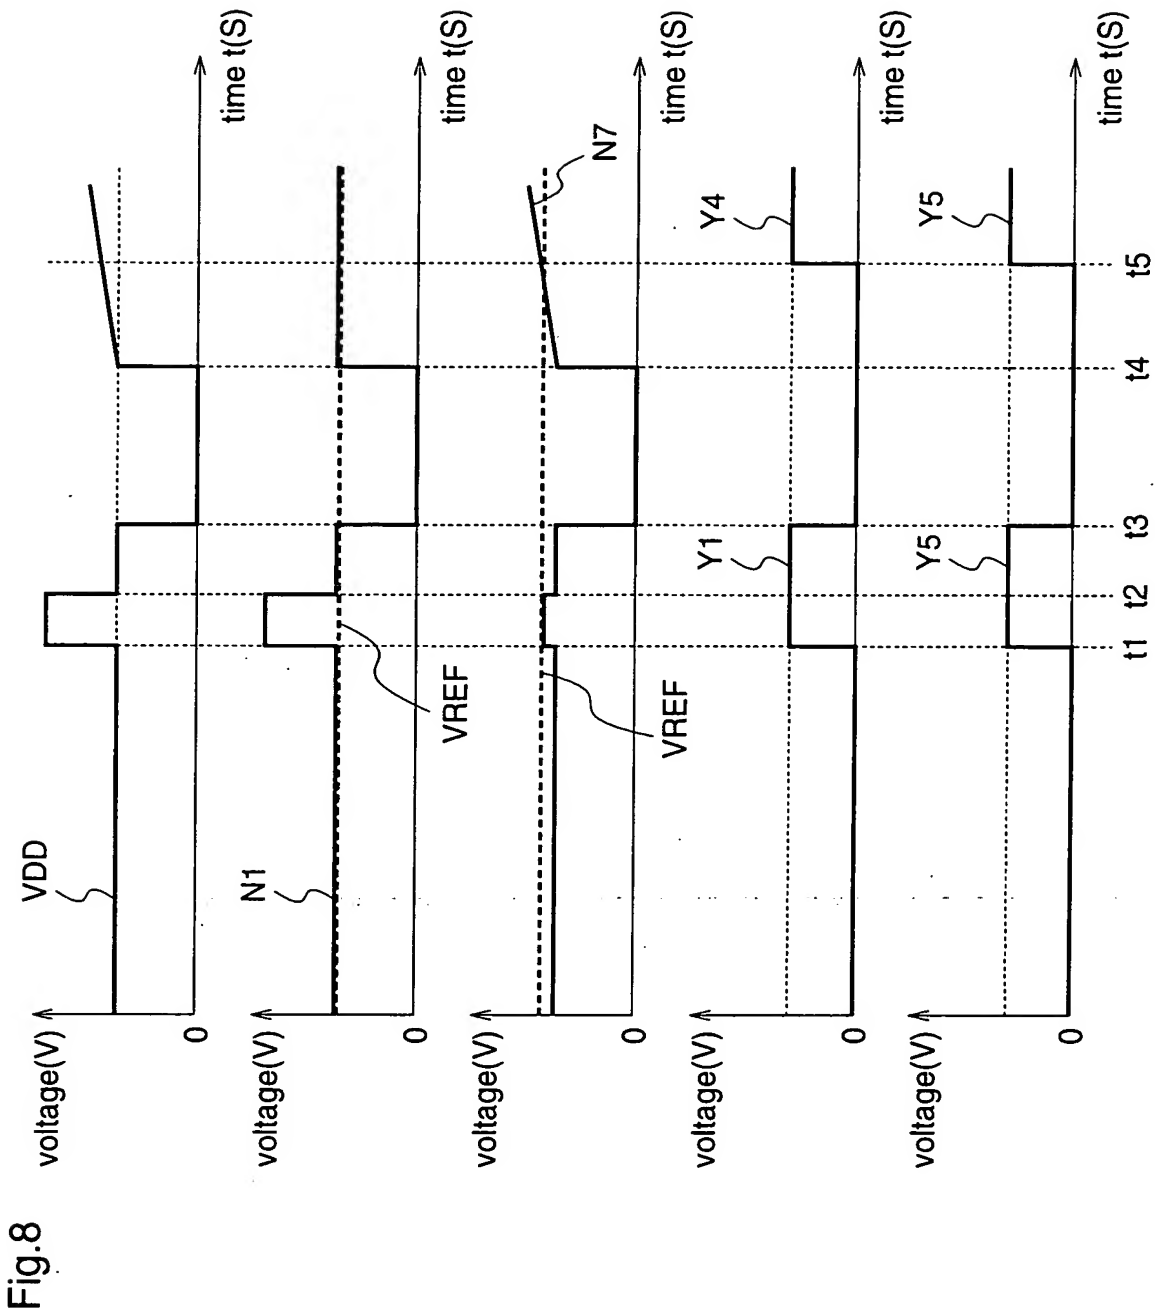 Fig.8
voltage(V)
VDD
0
time t(S)
voltage(V)
N1
VREF
0
time t(S)
voltage(V)
VREF
N7
0
time t(S)
voltage(V)
Y1
Y4
0
time t(S)
voltage(V)
Y5
Y5
0
time t(S)
t1 t2 t3 t4 t5